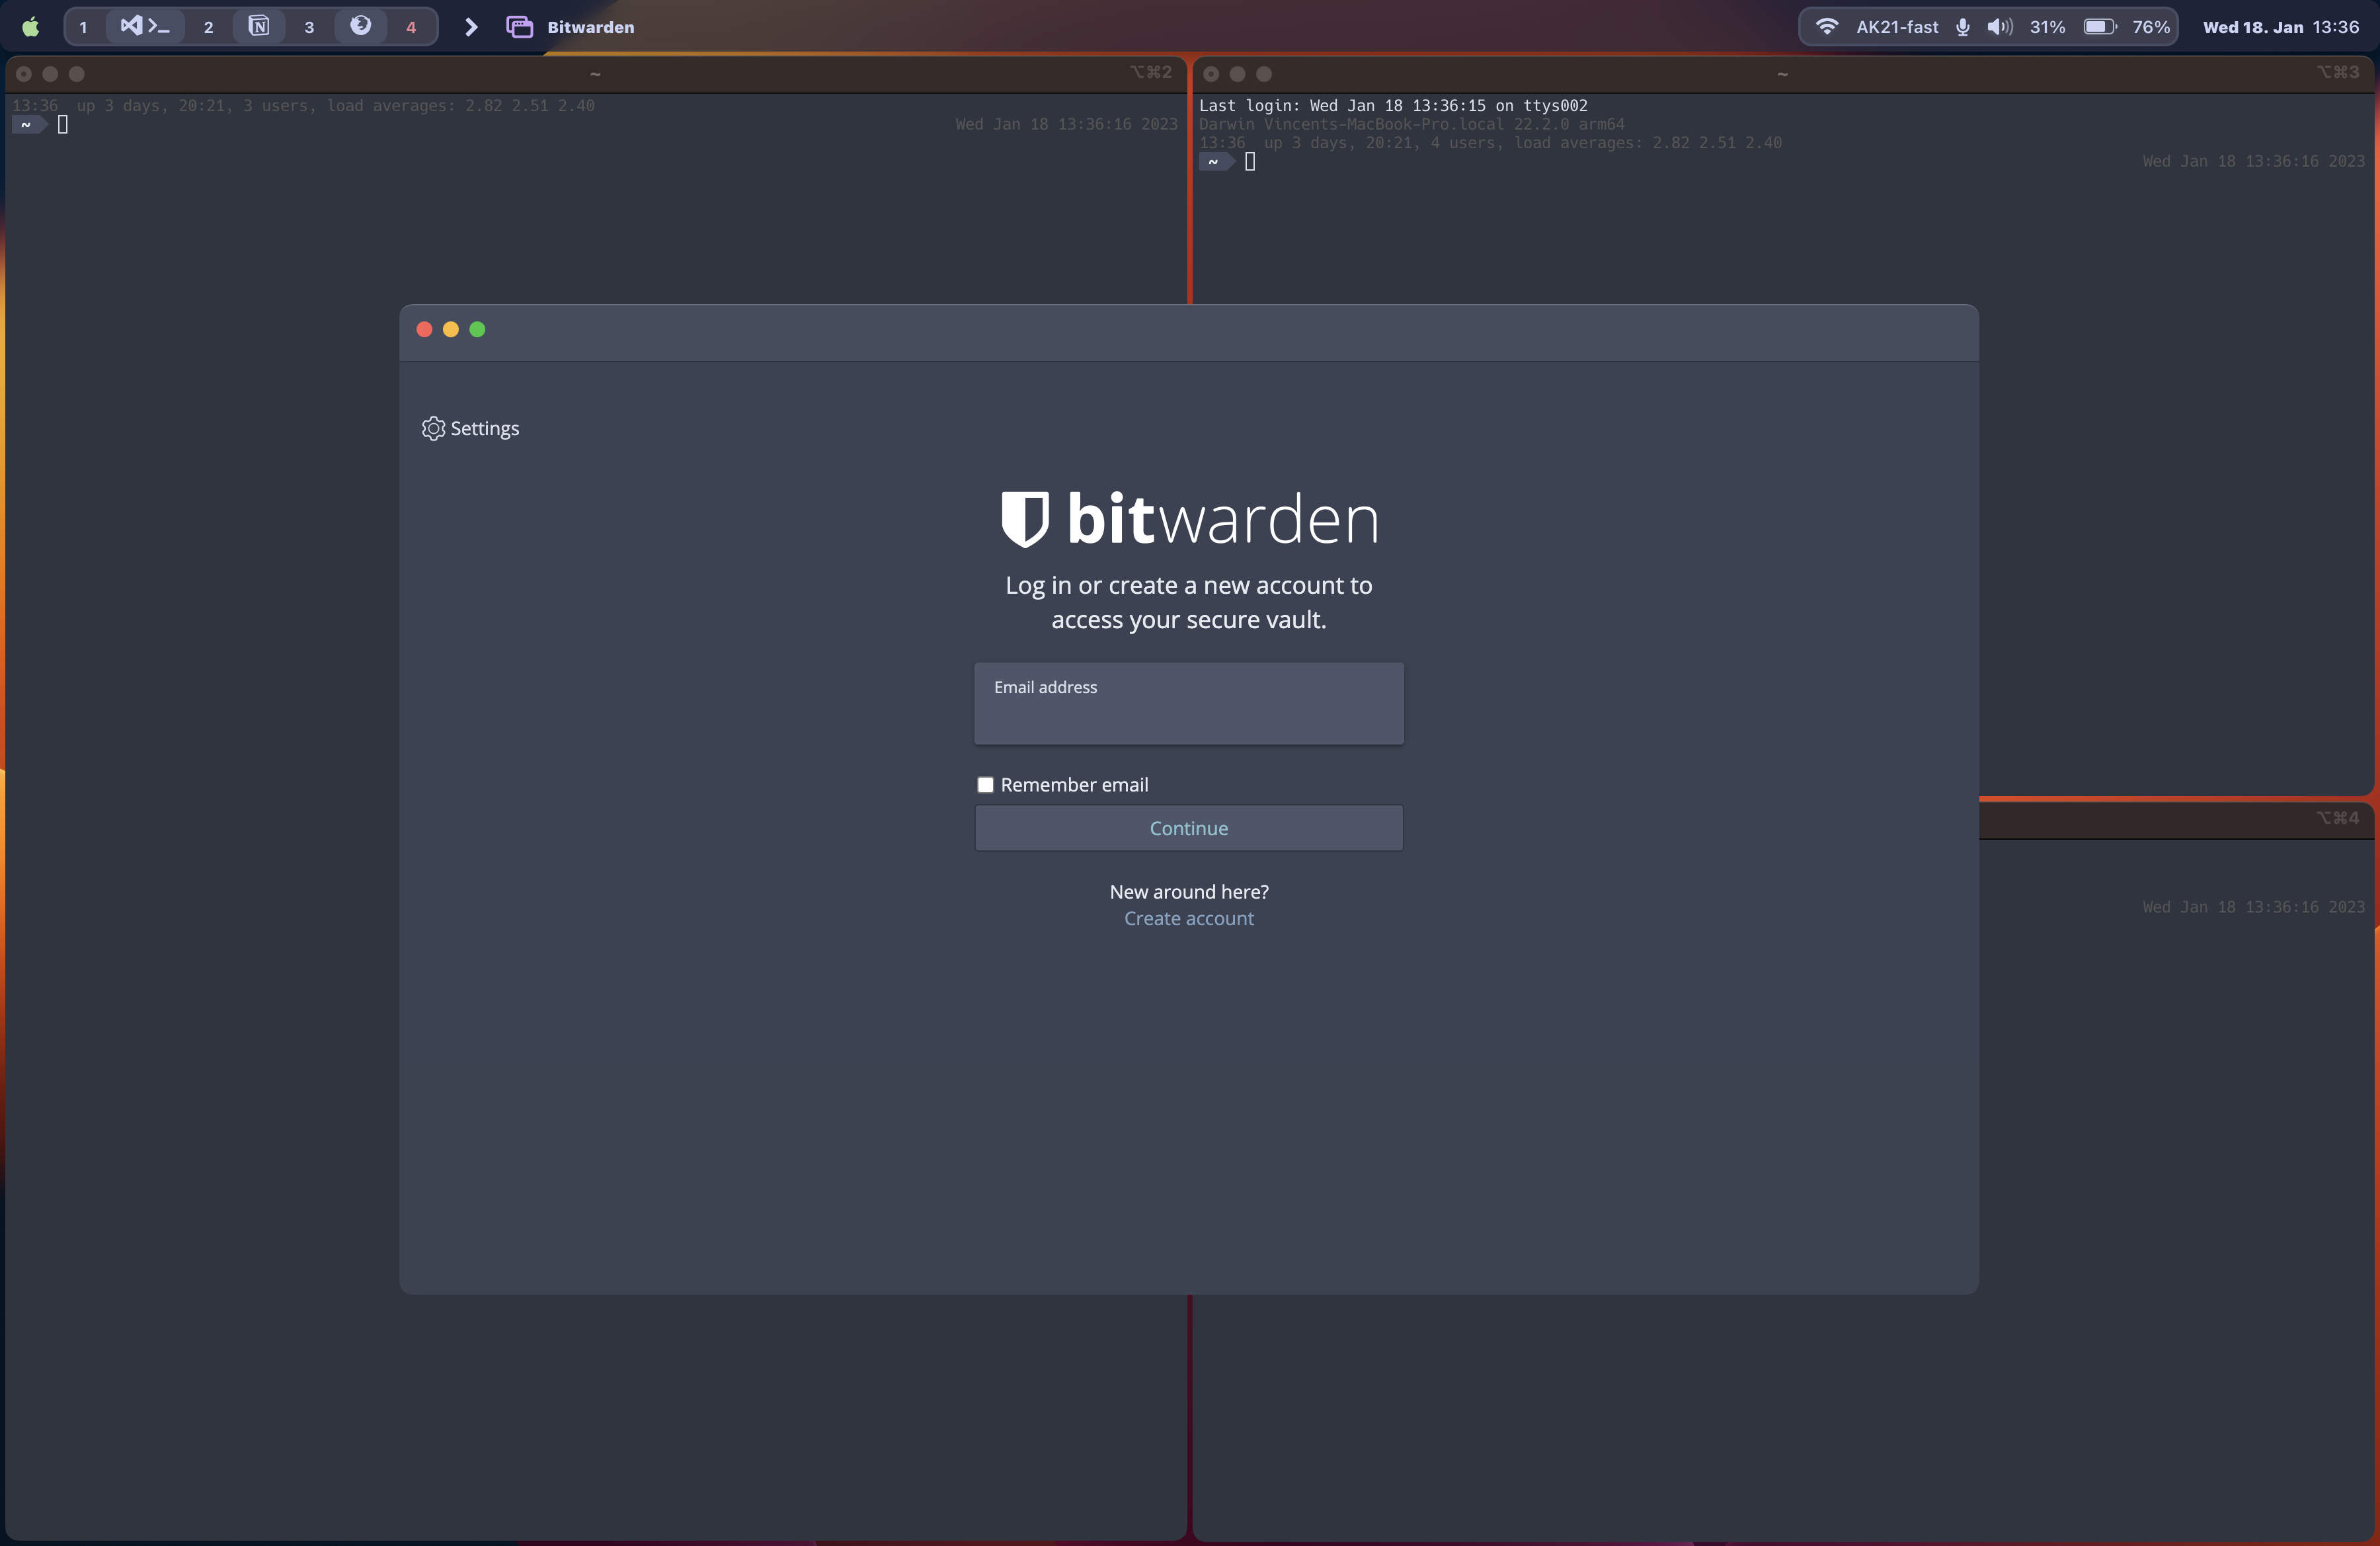 1 2 3 4 Bitwarden AK21-fast 31% 76% Wed 18. Jan 13:36
~ ⌥⌘2
13:36  up 3 days, 20:21, 3 users, load averages: 2.82 2.51 2.40
~ Wed Jan 18 13:36:16 2023
~ ⌥⌘3
Last login: Wed Jan 18 13:36:15 on ttys002
Darwin Vincents-MacBook-Pro.local 22.2.0 arm64
13:36  up 3 days, 20:21, 4 users, load averages: 2.82 2.51 2.40
~ Wed Jan 18 13:36:16 2023
Settings
bitwarden
Log in or create a new account to
access your secure vault.
Email address
Remember email
Continue
New around here?
Create account
⌥⌘4
Wed Jan 18 13:36:16 2023